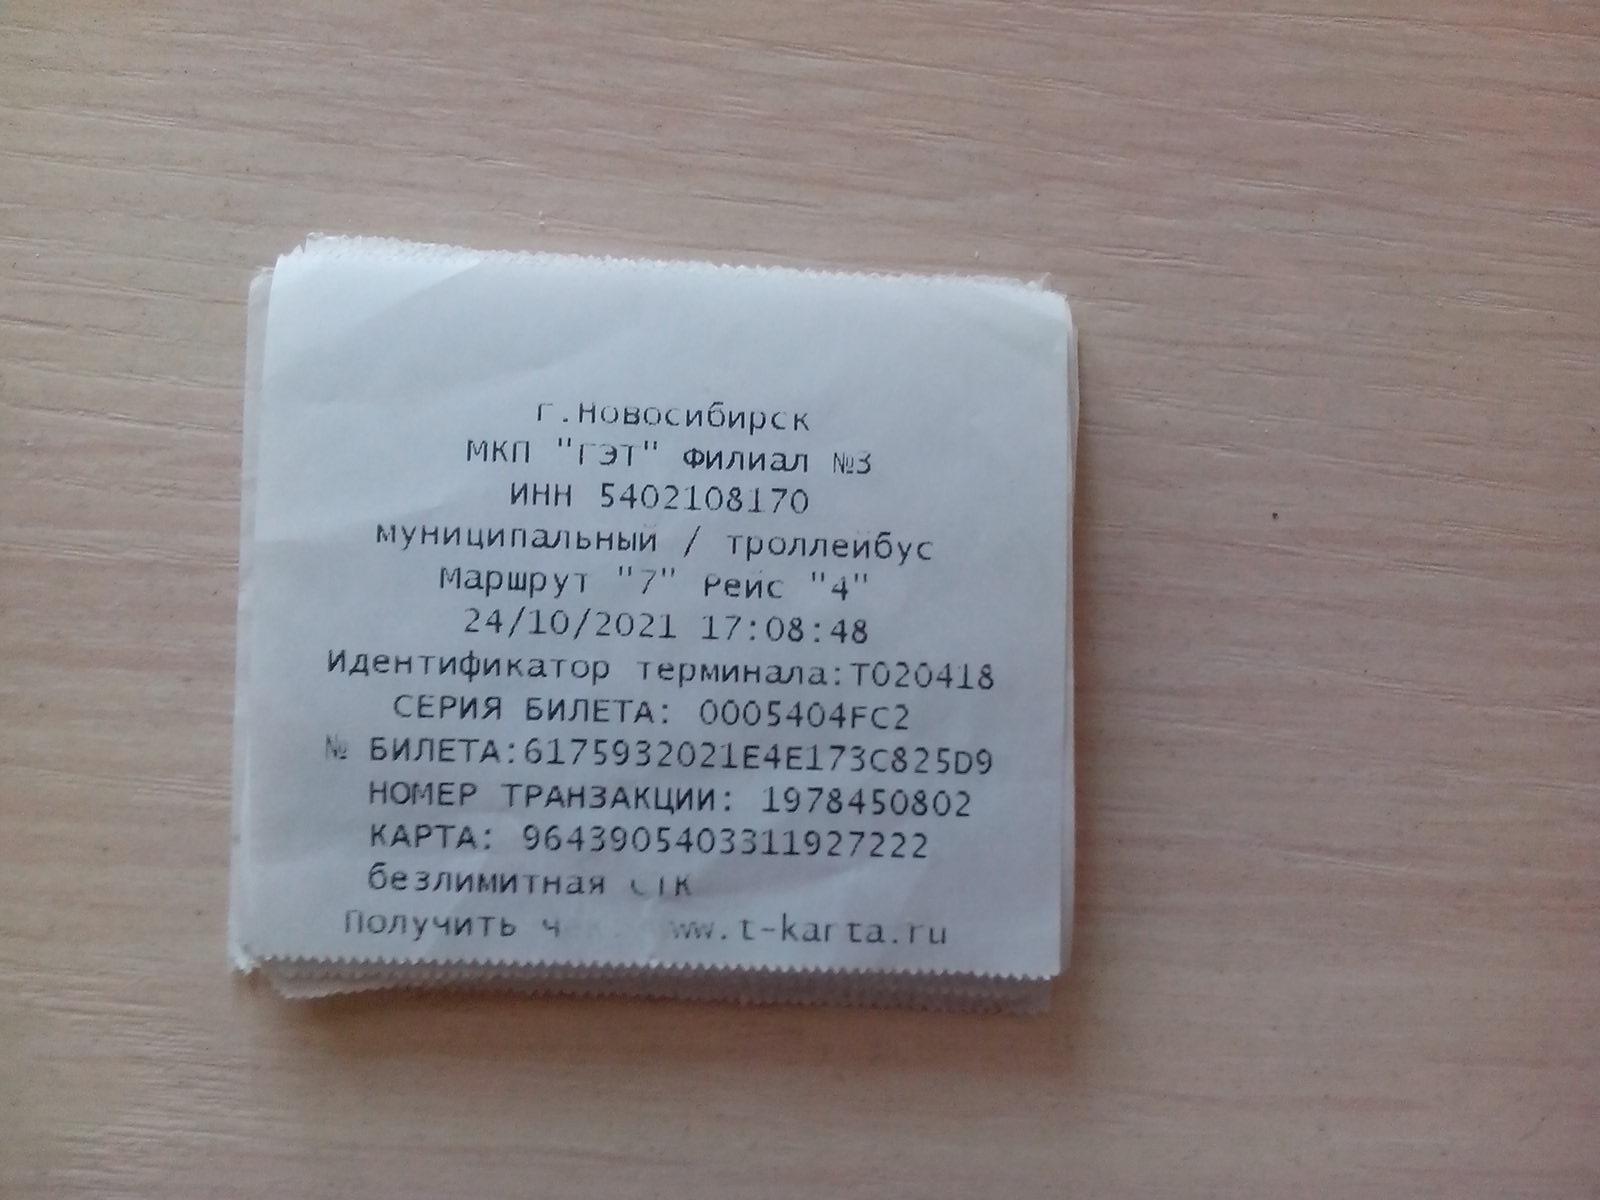 г.Новосибирск
МКП "ГЭТ" Филиал №3
ИНН 5402108170
муниципальный / троллейбус
Маршрут "7" Рейс "4"
24/10/2021 17:08:48
Идентификатор терминала:T020418
СЕРИЯ БИЛЕТА: 0005404FC2
№ БИЛЕТА:6175932021E4E173C825D9
НОМЕР ТРАНЗАКЦИИ: 1978450802
КАРТА: 9643905403311927222
безлимитная СТК
Получить чек: www.t-karta.ru